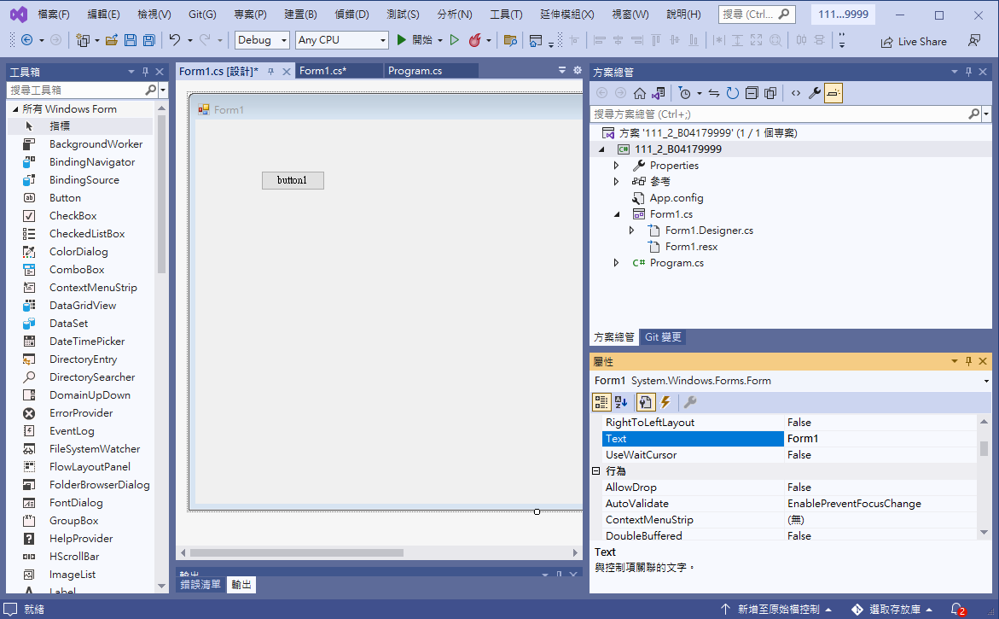 檔案(F) 編輯(E) 檢視(V) Git(G) 專案(P) 建置(B) 偵錯(D) 測試(S) 分析(N) 工具(T) 延伸模組(X) 視窗(W) 說明(H) 搜尋 (Ctrl... 111...9999
Debug Any CPU 開始 Live Share
工具箱
搜尋工具箱
所有 Windows Form
指標
BackgroundWorker
BindingNavigator
BindingSource
Button
CheckBox
CheckedListBox
ColorDialog
ComboBox
ContextMenuStrip
DataGridView
DataSet
DateTimePicker
DirectoryEntry
DirectorySearcher
DomainUpDown
ErrorProvider
EventLog
FileSystemWatcher
FlowLayoutPanel
FolderBrowserDialog
FontDialog
GroupBox
HelpProvider
HScrollBar
ImageList
Label
Form1.cs [設計]* Form1.cs* Program.cs
Form1
button1
輸出
錯誤清單 輸出
方案總管
搜尋方案總管 (Ctrl+;)
方案 '111_2_B04179999' (1 / 1 個專案)
C# 111_2_B04179999
Properties
參考
App.config
Form1.cs
Form1.Designer.cs
Form1.resx
C# Program.cs
方案總管 Git 變更
屬性
Form1 System.Windows.Forms.Form
RightToLeftLayout False
Text Form1
UseWaitCursor False
行為
AllowDrop False
AutoValidate EnablePreventFocusChange
ContextMenuStrip (無)
DoubleBuffered False
Text
與控制項關聯的文字。
就緒 新增至原始檔控制 選取存放庫 2